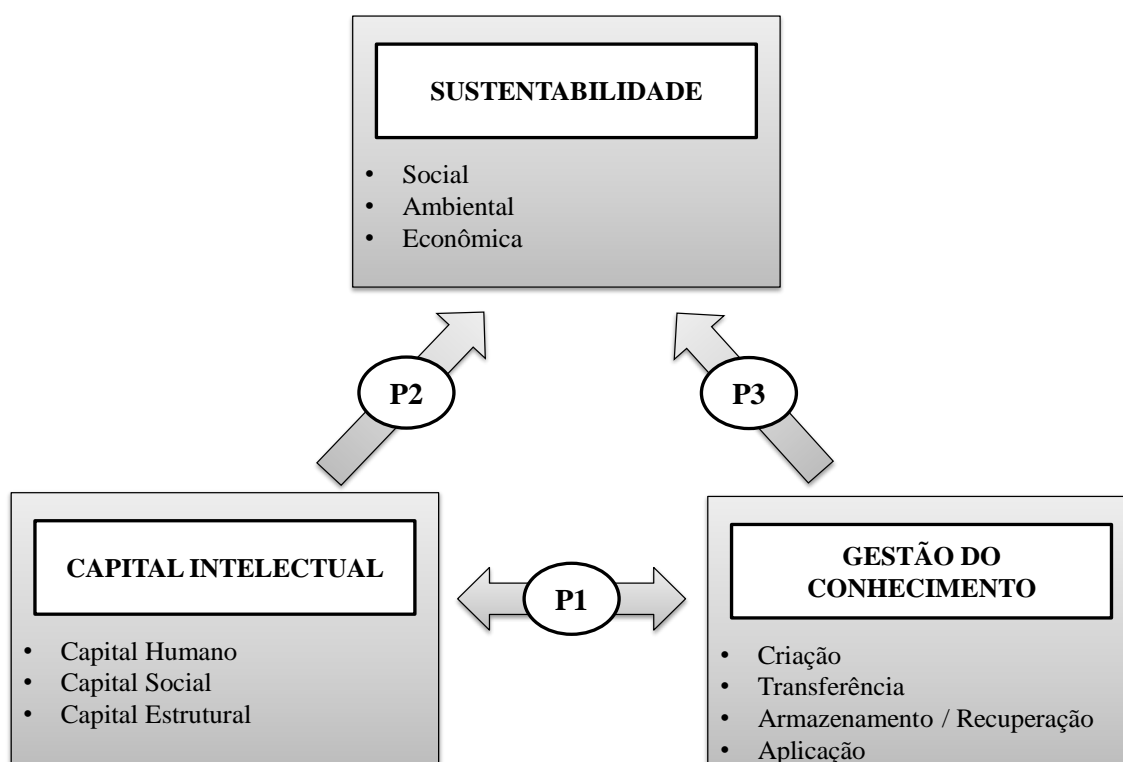 SUSTENTABILIDADE
• Social
• Ambiental
• Econômica
P2
P3
CAPITAL INTELECTUAL
• Capital Humano
• Capital Social
• Capital Estrutural
P1
GESTÃO DO
CONHECIMENTO
• Criação
• Transferência
• Armazenamento / Recuperação
• Aplicação